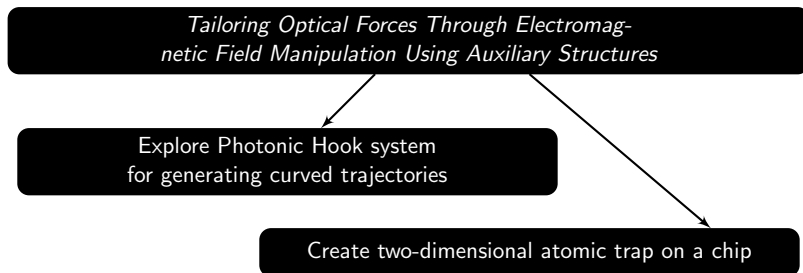 Tailoring Optical Forces Through Electromag-
netic Field Manipulation Using Auxiliary Structures
Explore Photonic Hook system
for generating curved trajectories
Create two-dimensional atomic trap on a chip